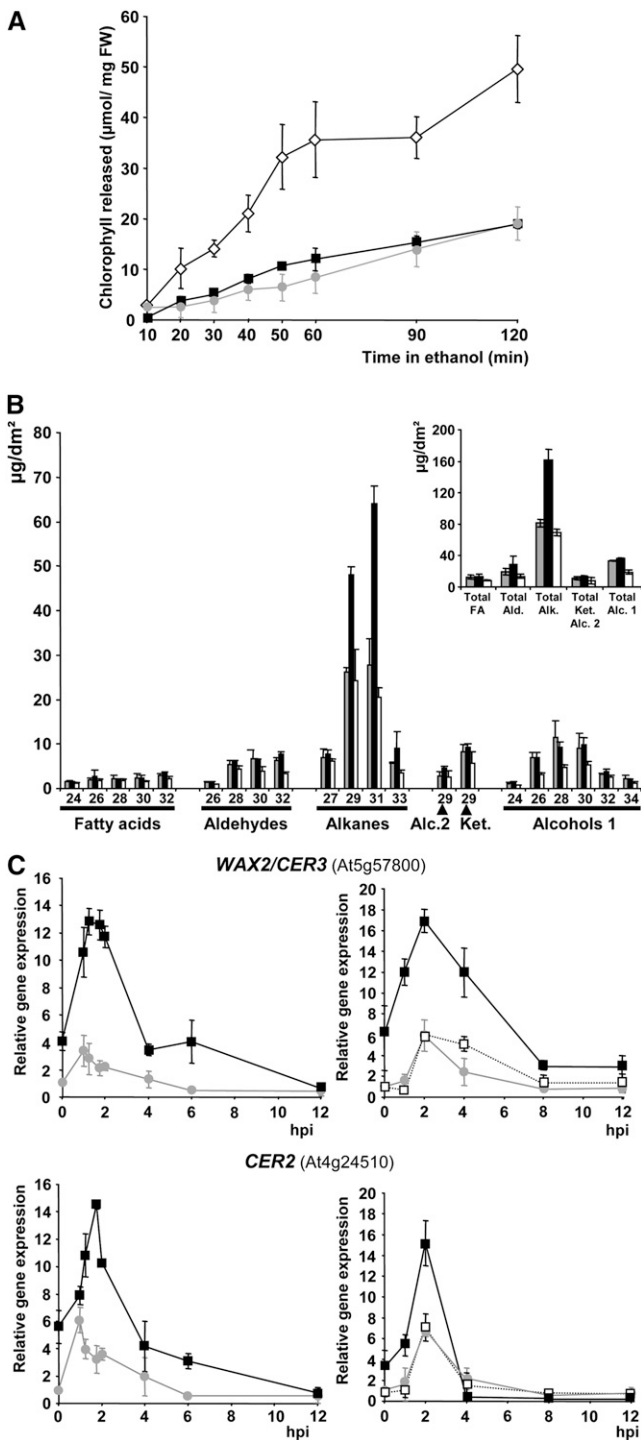 A
Chlorophyll released (µmol/ mg FW)
60
50
40
30
20
10
0
10 20 30 40 50 60 90 120
Time in ethanol (min)
B
µg/dm²
80
70
60
50
40
30
20
10
0
µg/dm²
200
160
120
80
40
0
Total FA
Total Ald.
Total Alk.
Total Ket. Alc. 2
Total Alc. 1
24 26 28 30 32 26 28 30 32 27 29 31 33 29 29 24 26 28 30 32 34
Fatty acids Aldehydes Alkanes Alc.2 Ket. Alcohols 1
C
WAX2/CER3 (At5g57800)
Relative gene expression
16
14
12
10
8
6
4
2
0
0 2 4 6 8 10 12
hpi
Relative gene expression
20
18
16
14
12
10
8
6
4
2
0
0 2 4 6 8 10 12
hpi
CER2 (At4g24510)
Relative gene expression
16
14
12
10
8
6
4
2
0
0 2 4 6 8 10 12
hpi
Relative gene expression
20
18
16
14
12
10
8
6
4
2
0
0 2 4 6 8 10 12
hpi